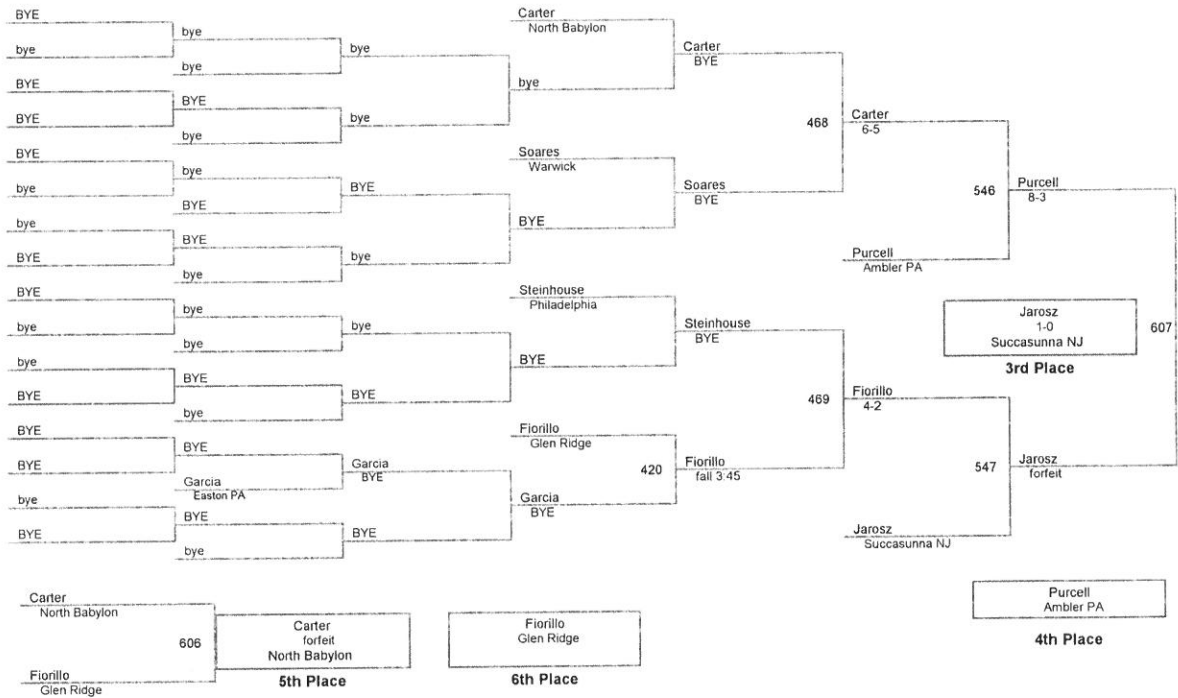 BYE
bye
BYE
BYE
BYE
bye
bye
BYE
BYE
bye
bye
BYE
BYE
BYE
bye
BYE
bye
bye
BYE
bye
bye
BYE
BYE
bye
bye
bye
BYE
bye
BYE
Garcia
Easton PA
BYE
bye
bye
bye
BYE
bye
bye
BYE
Garcia
BYE
BYE
Carter
North Babylon
bye
Soares
Warwick
BYE
Steinhouse
Philadelphia
BYE
Fiorillo
Glen Ridge
420
Garcia
BYE
Carter
BYE
468
Soares
BYE
Steinhouse
BYE
469
Fiorillo
fall 3:45
Carter
6-5
546
Purcell
Ambler PA
Fiorillo
4-2
547
Jarosz
Succasunna NJ
Purcell
8-3
607
Jarosz
forfeit
Jarosz
1-0
Succasunna NJ
3rd Place
Purcell
Ambler PA
4th Place
Carter
North Babylon
606
Fiorillo
Glen Ridge
Carter
forfeit
North Babylon
5th Place
Fiorillo
Glen Ridge
6th Place